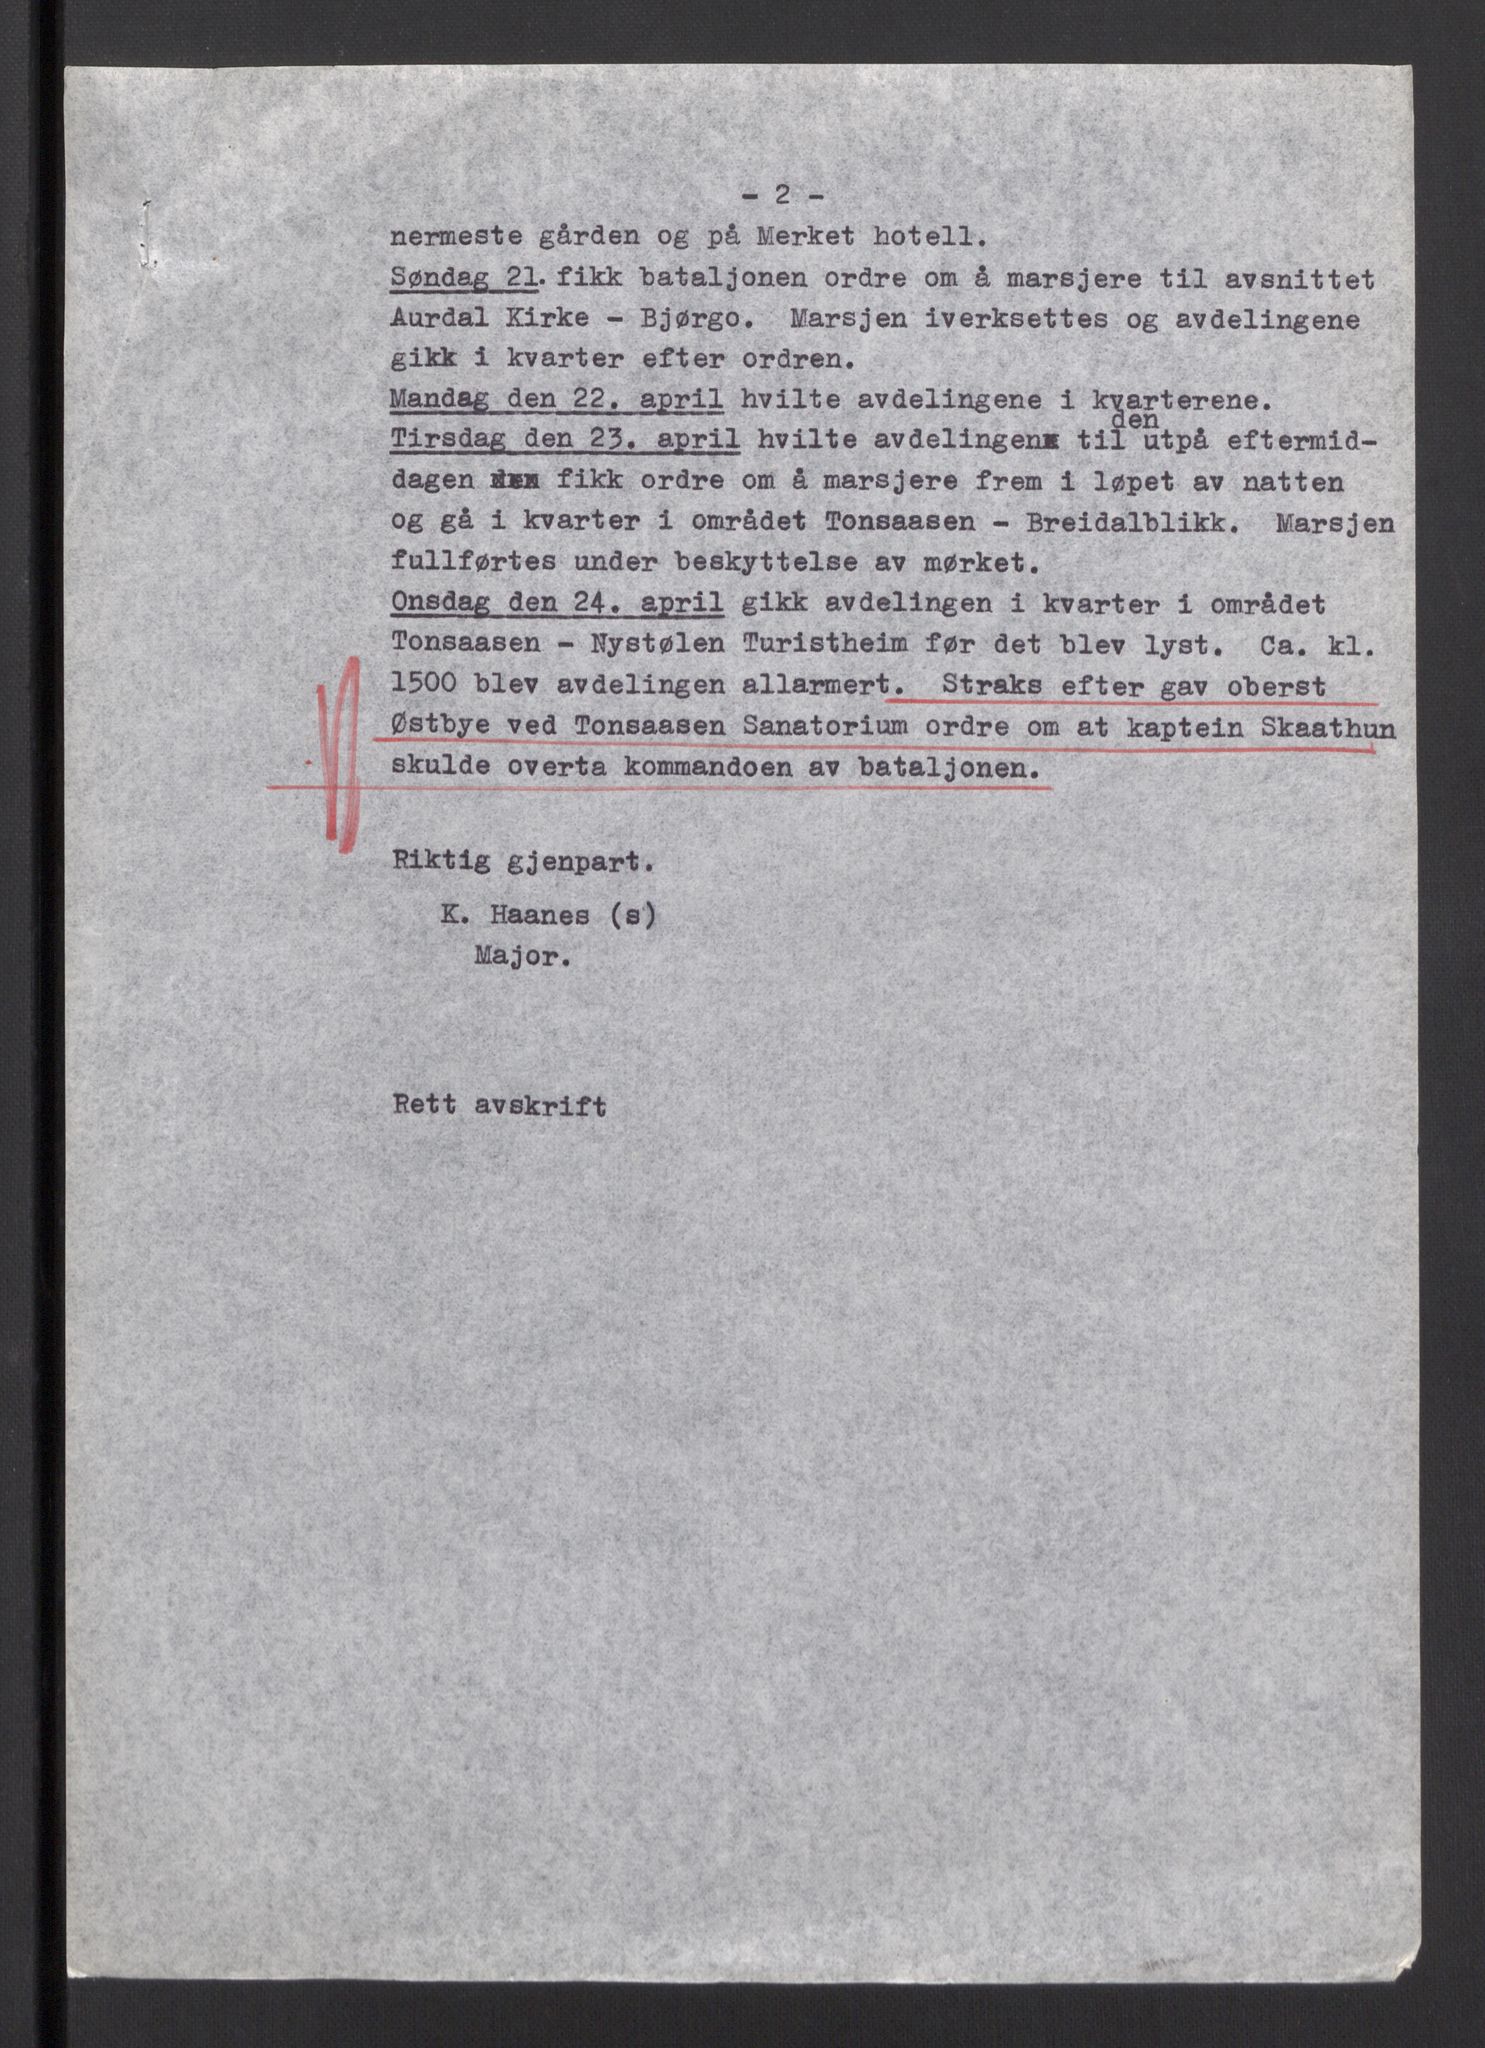 - 2 -
nermeste gården og på Merket hotell.
Søndag 21. fikk bataljonen ordre om å marsjere til avsnittet
Aurdal Kirke - Bjørgo. Marsjen iverksettes og avdelingene
gikk i kvarter efter ordren.
Mandag den 22. april hvilte avdelingene i kvarterene.
den
Tirsdag den 23. april hvilte avdelingen til utpå eftermid-
dagen fikk ordre om å marsjere frem i løpet av natten
og gå i kvarter i området Tonsaasen - Breidalblikk. Marsjen
fullførtes under beskyttelse av mørket.
Onsdag den 24. april gikk avdelingen i kvarter i området
Tonsaasen - Nystølen Turistheim før det blev lyst. Ca. kl.
1500 blev avdelingen allarmert. Straks efter gav oberst
Østbye ved Tonsaasen Sanatorium ordre om at kaptein Skaathun
skulde overta kommandoen av bataljonen.
Riktig gjenpart.
K. Haanes (s)
Major.
Rett avskrift